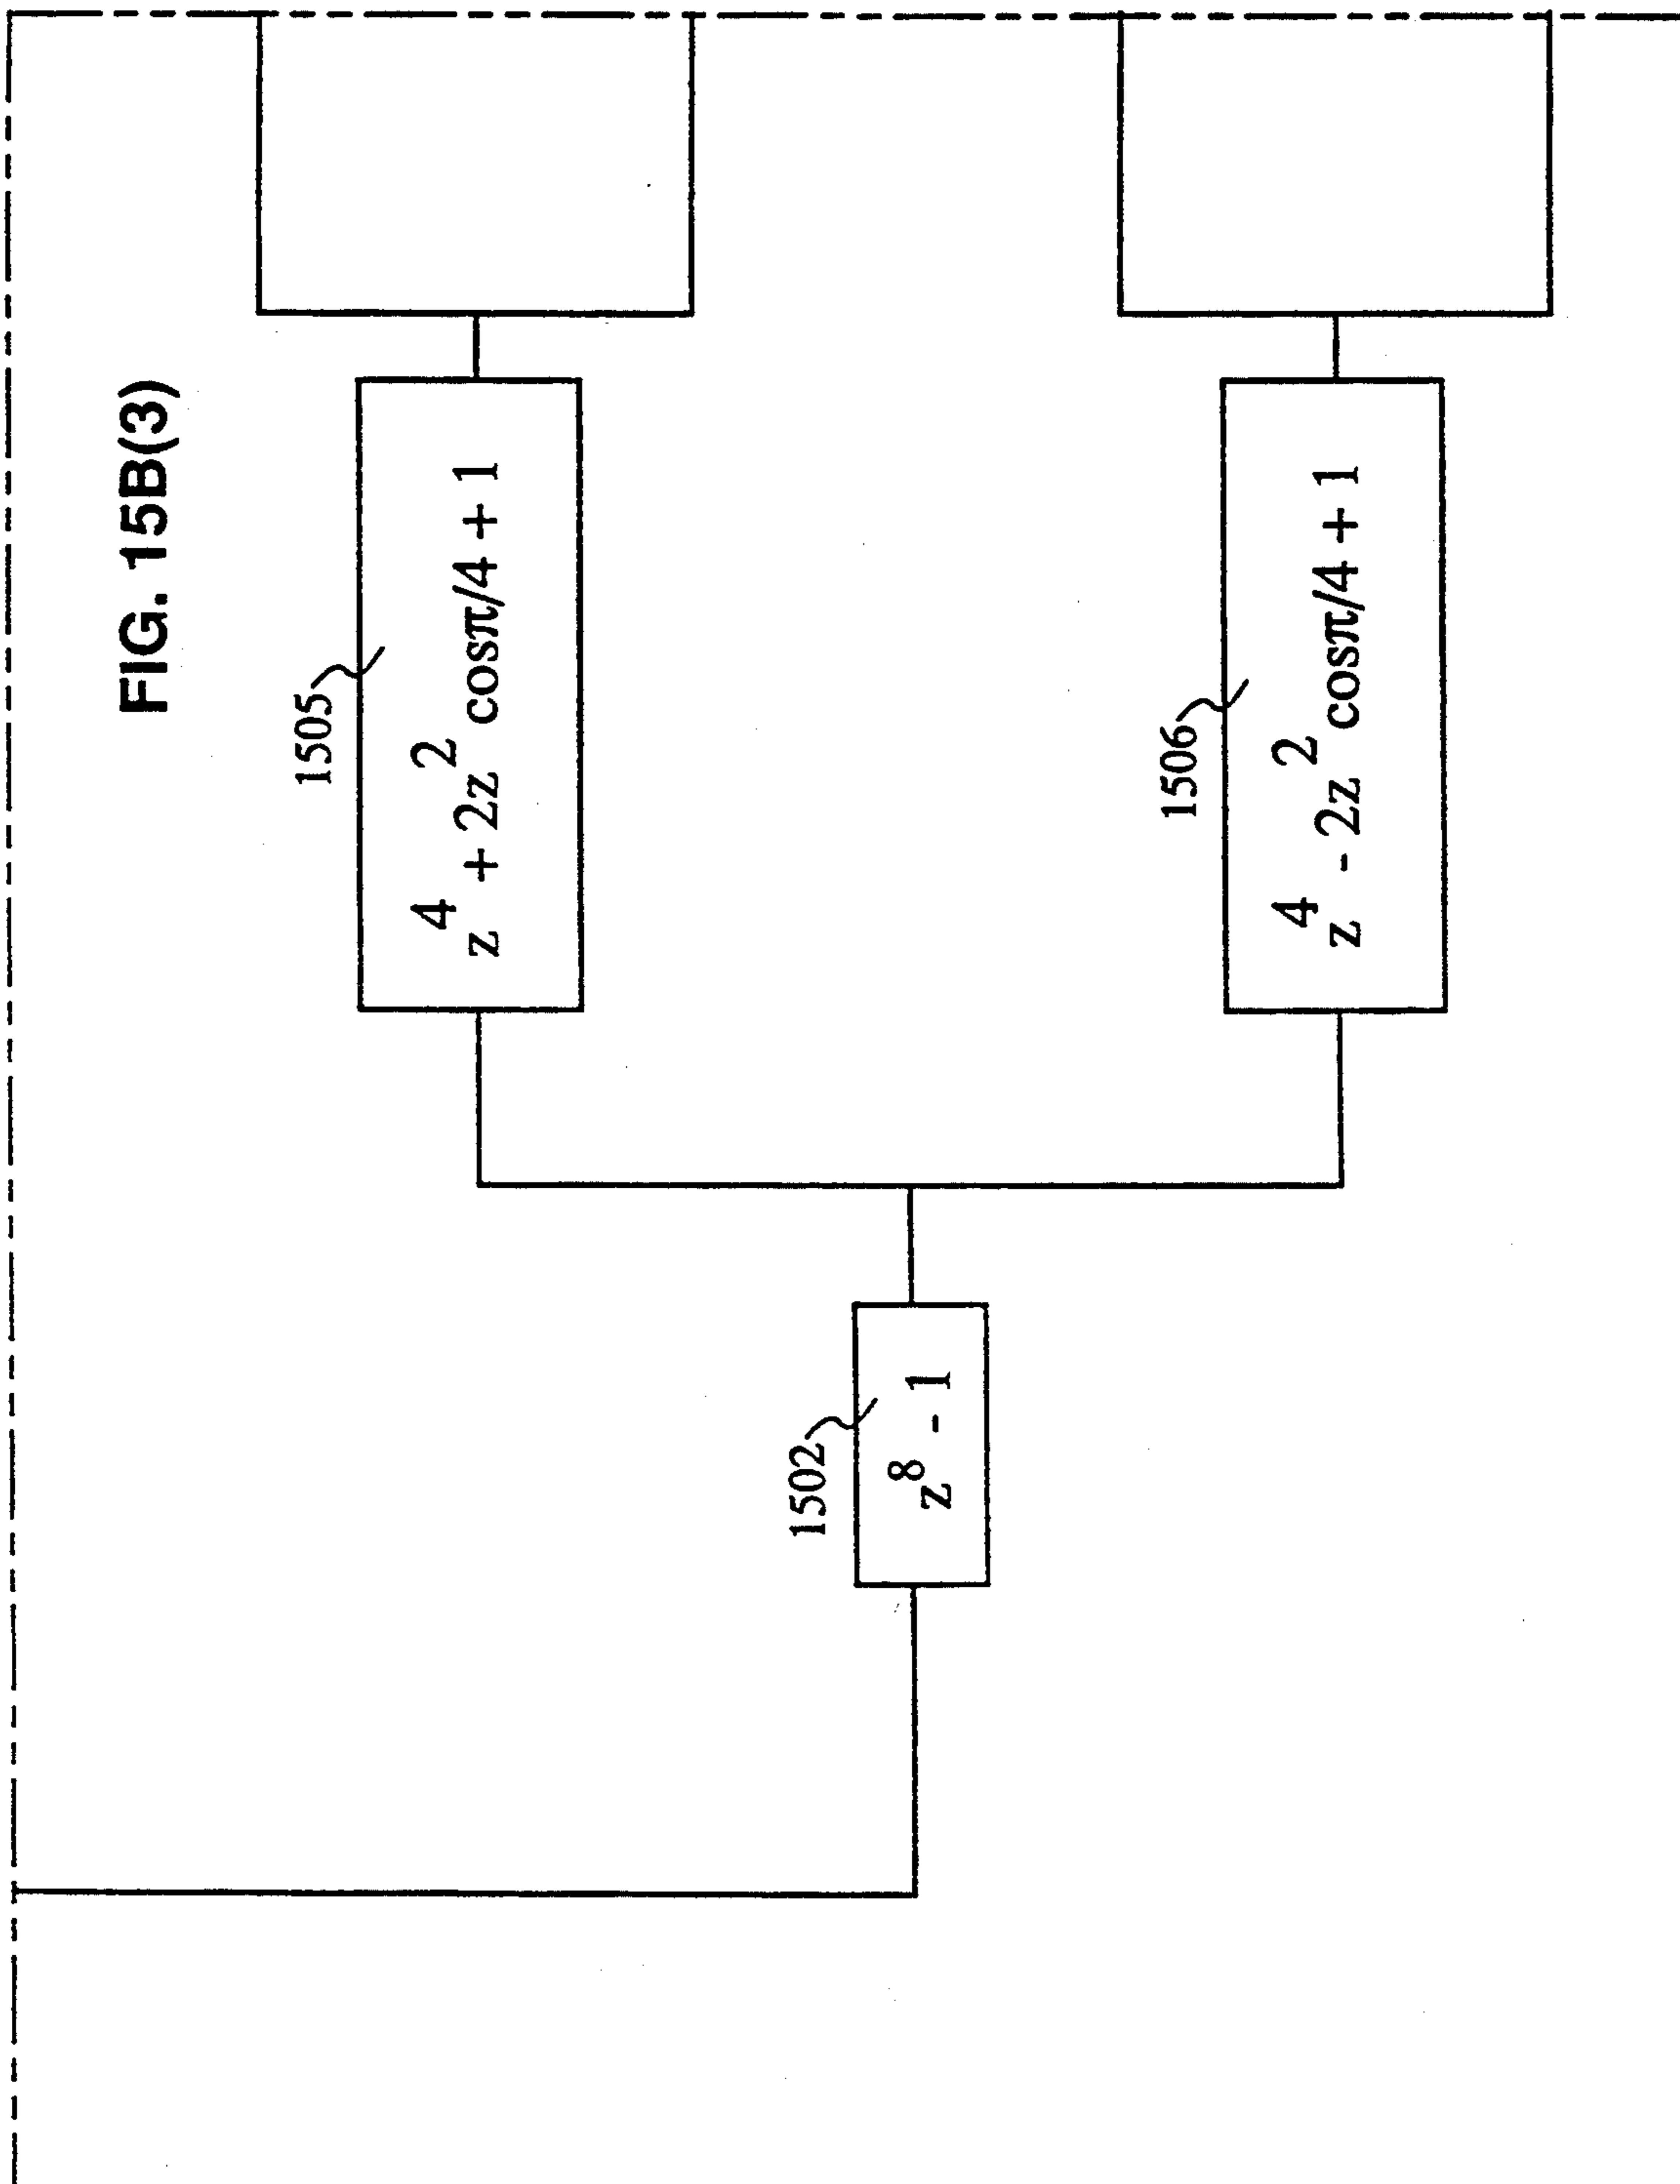 FIG. 15B(3)
1505
z⁴ + 2z² cosπ/4 + 1
1502
z⁸ - 1
1506
z⁴ - 2z² cosπ/4 + 1